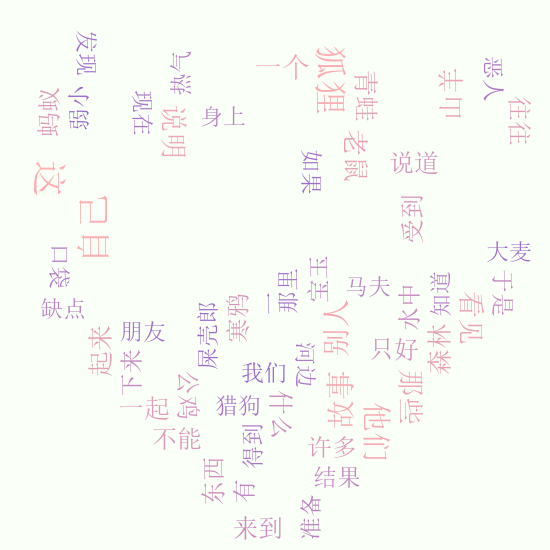 发现
热气
一个
狐狸
青蛙
山羊
恶人
往往
蚂蚁
弱小
现在
说明
身上
老鼠
如果
说道
这
自己
受到
口袋
大麦
缺点
朋友
起来
下来
屎壳郎
寒鸦
一
那里
宝玉
马夫
水中
知道
于是
看见
森林
别人
只好
河边
我们
公鸡
一起
猎狗
什么
故事
他们
那些
不能
得到
许多
东西
有
结果
来到
准备